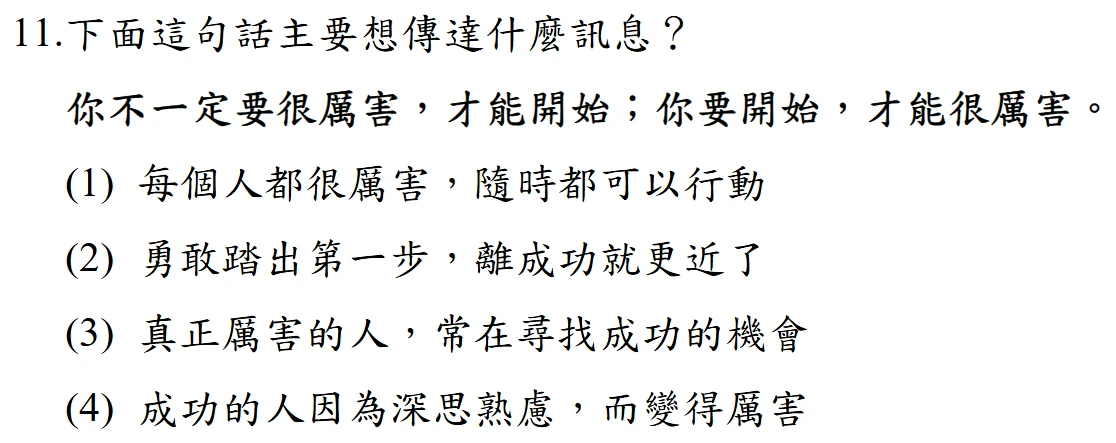 11.下面這句話主要想傳達什麼訊息？
你不一定要很厲害，才能開始；你要開始，才能很厲害。
(1) 每個人都很厲害，隨時都可以行動
(2) 勇敢踏出第一步，離成功就更近了
(3) 真正厲害的人，常在尋找成功的機會
(4) 成功的人因為深思熟慮，而變得厲害